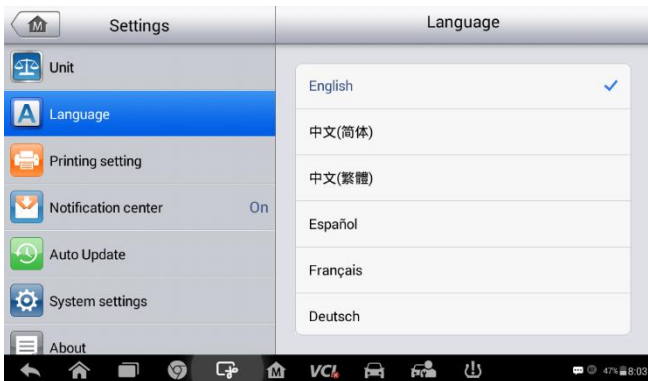 M
Settings
Language
Unit
A
Language
Printing setting
Notification center On
Auto Update
System settings
About
English
中文(简体)
中文(繁體)
Español
Français
Deutsch
M VCI 47% 8:03